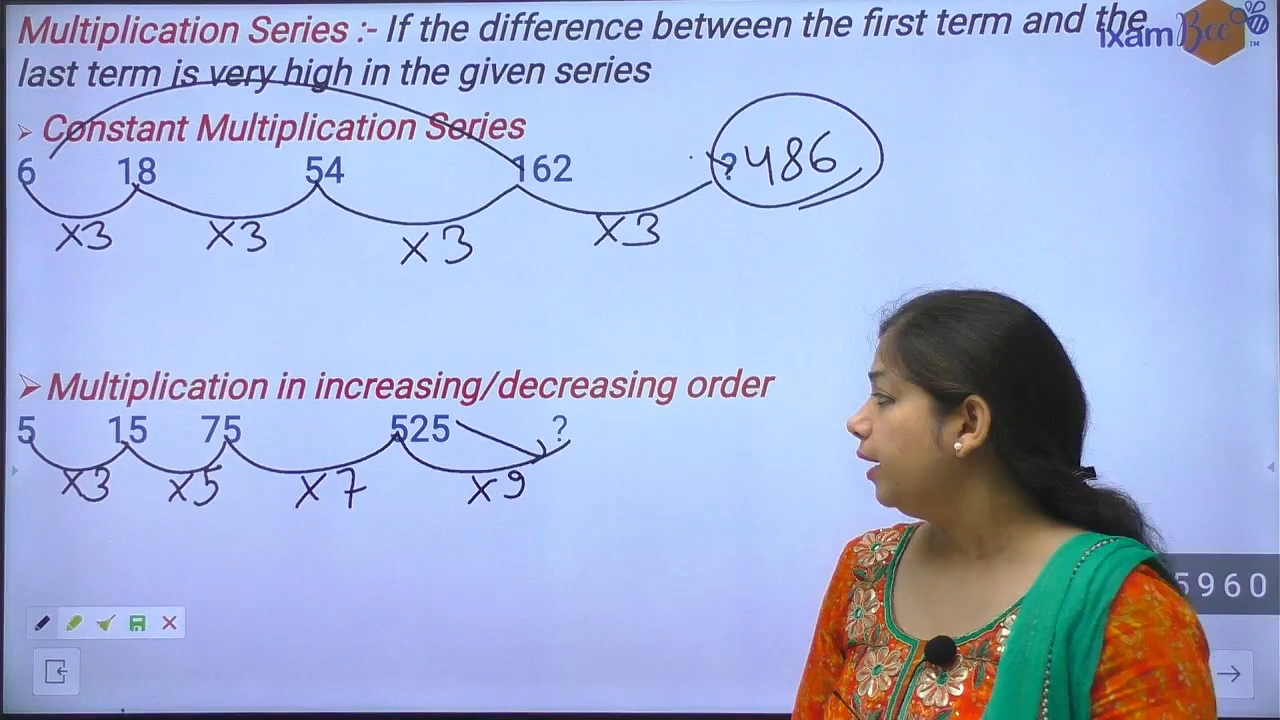 Multiplication Series :- If the difference between the first term and the
last term is very high in the given series
ixamBee™
➢ Constant Multiplication Series
6 18 54 162 ? 486
×3 ×3 ×3 ×3
➢ Multiplication in increasing/decreasing order
5 15 75 525 ?
×3 ×5 ×7 ×9
5960